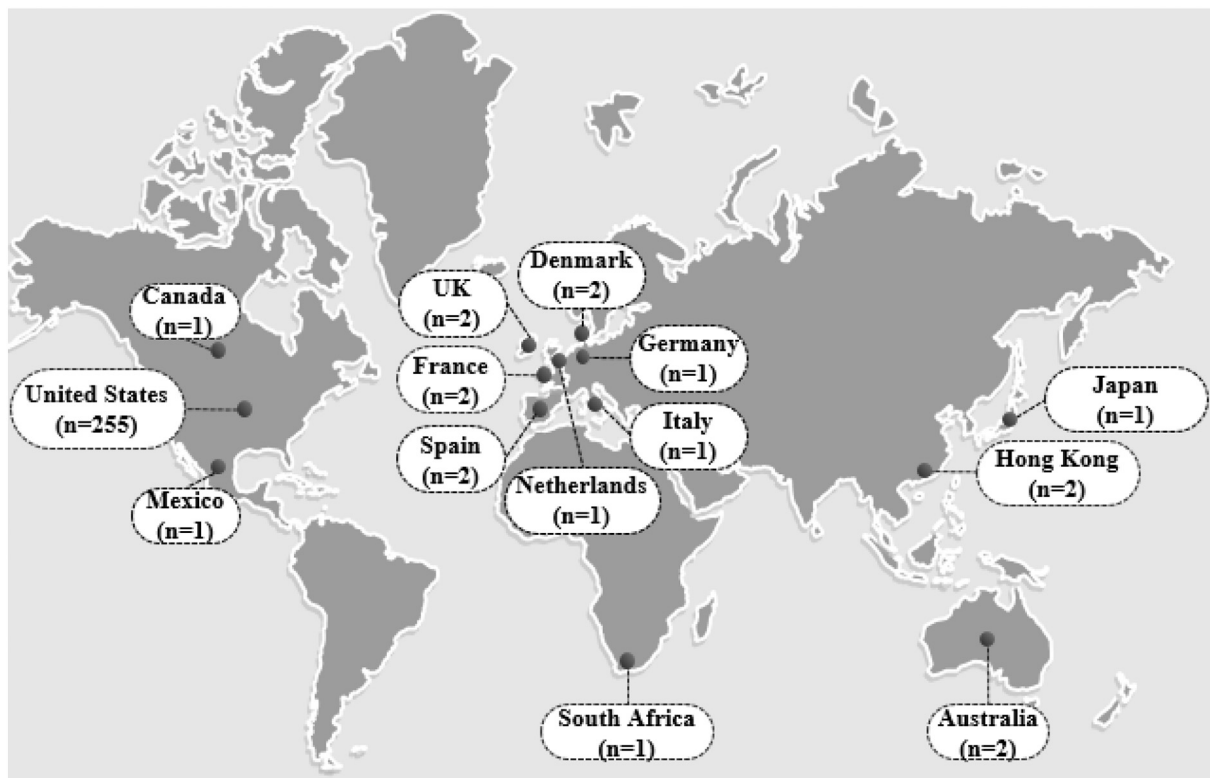 Denmark
(n=2)
UK
(n=2)
Canada
(n=1)
Germany
(n=1)
France
(n=2)
United States
(n=255)
Japan
(n=1)
Italy
(n=1)
Spain
(n=2)
Hong Kong
(n=2)
Netherlands
(n=1)
Mexico
(n=1)
South Africa
(n=1)
Australia
(n=2)